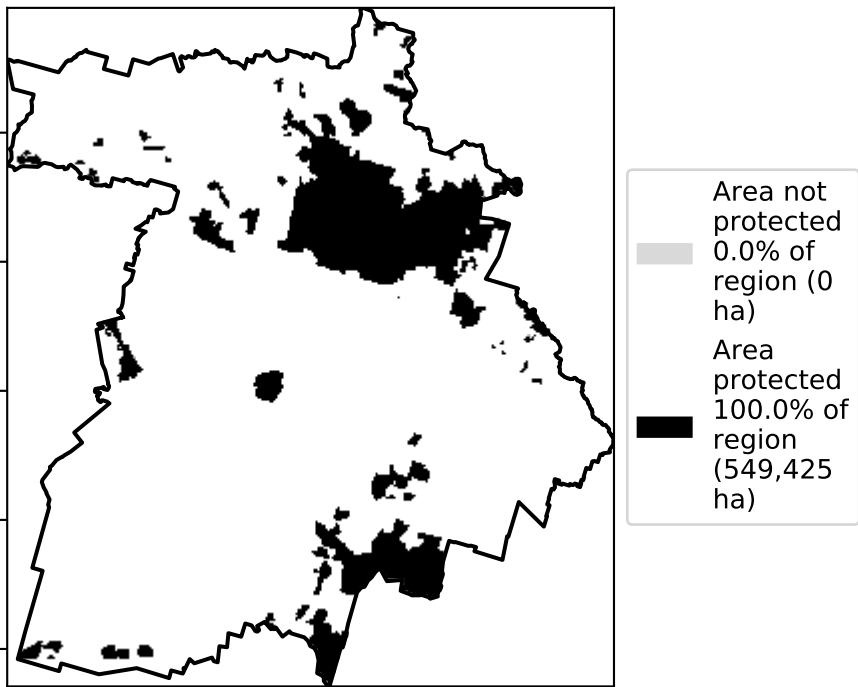 Area not
protected
0.0% of
region (0
ha)
Area
protected
100.0% of
region
(549,425
ha)